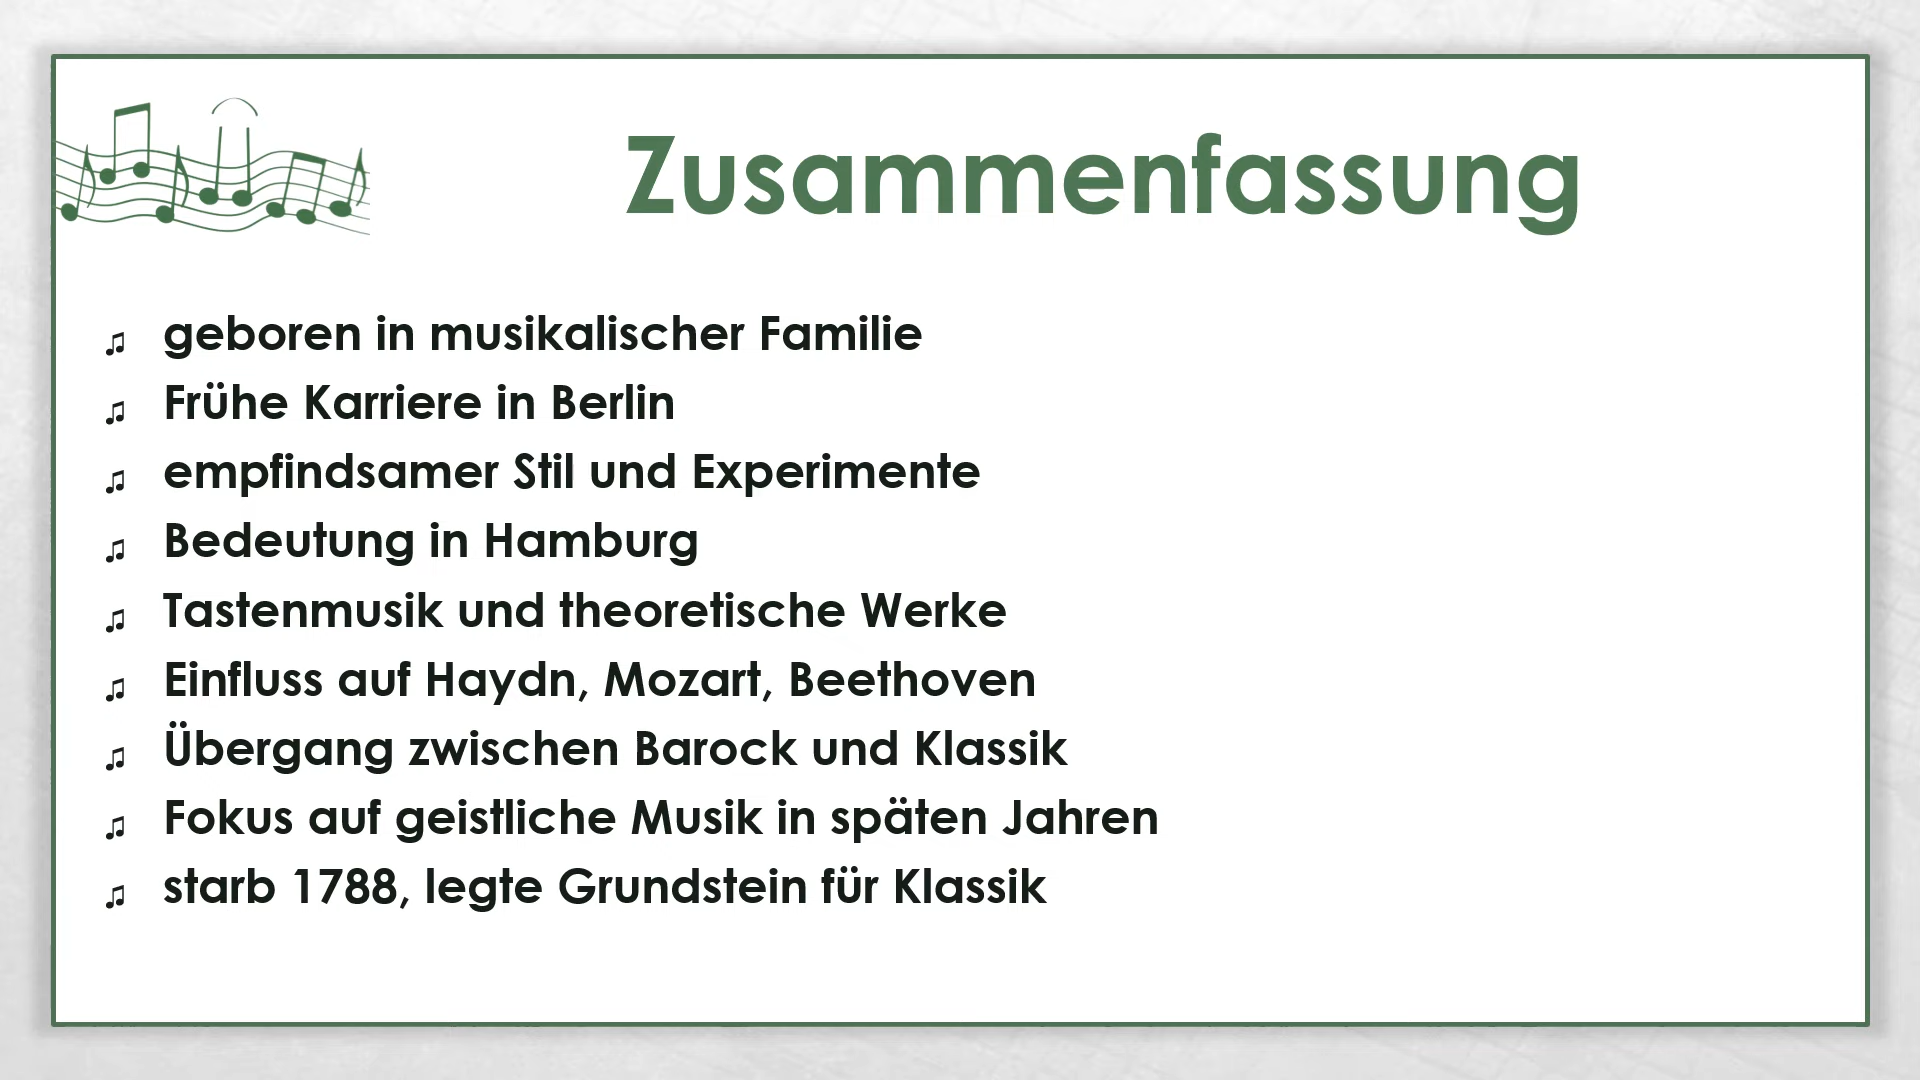 Zusammenfassung
♫ geboren in musikalischer Familie
♫ Frühe Karriere in Berlin
♫ empfindsamer Stil und Experimente
♫ Bedeutung in Hamburg
♫ Tastenmusik und theoretische Werke
♫ Einfluss auf Haydn, Mozart, Beethoven
♫ Übergang zwischen Barock und Klassik
♫ Fokus auf geistliche Musik in späten Jahren
♫ starb 1788, legte Grundstein für Klassik